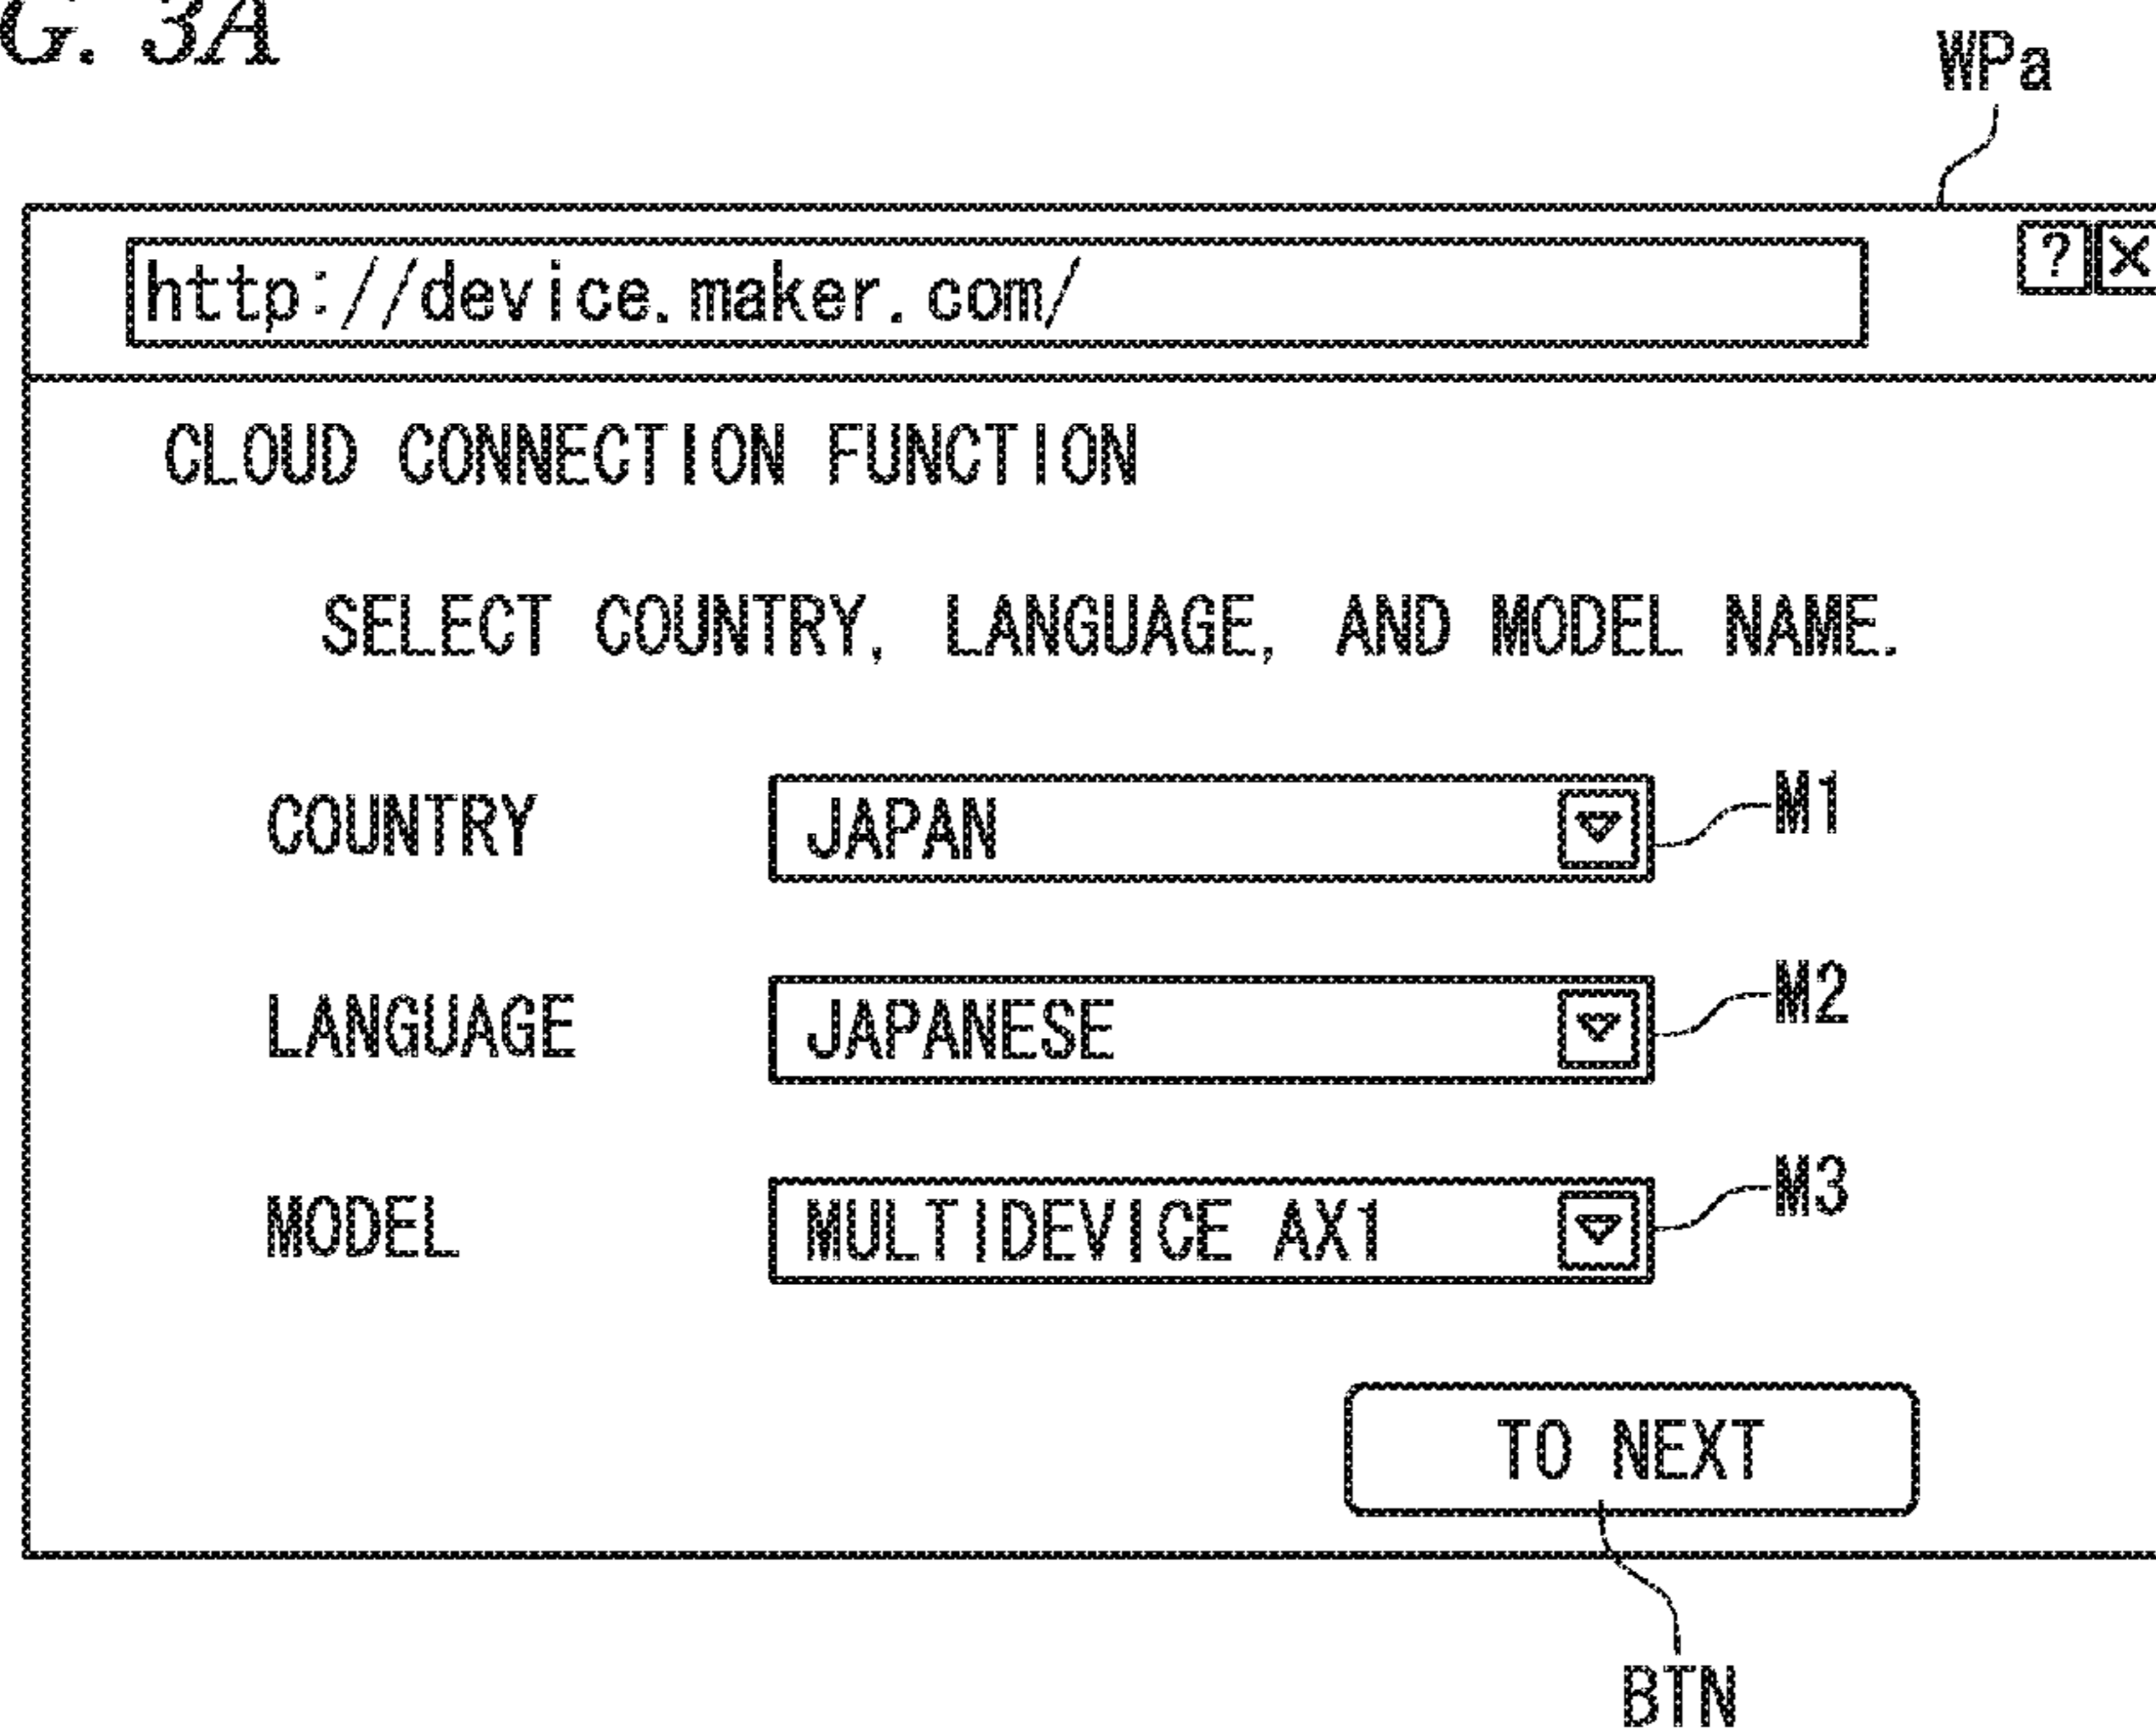 G. 3A
WPa
http://device.maker.com/
? ×
CLOUD CONNECTION FUNCTION
SELECT COUNTRY, LANGUAGE, AND MODEL NAME.
COUNTRY JAPAN M1
LANGUAGE JAPANESE M2
MODEL MULTIDEVICE AX1 M3
TO NEXT
BTN